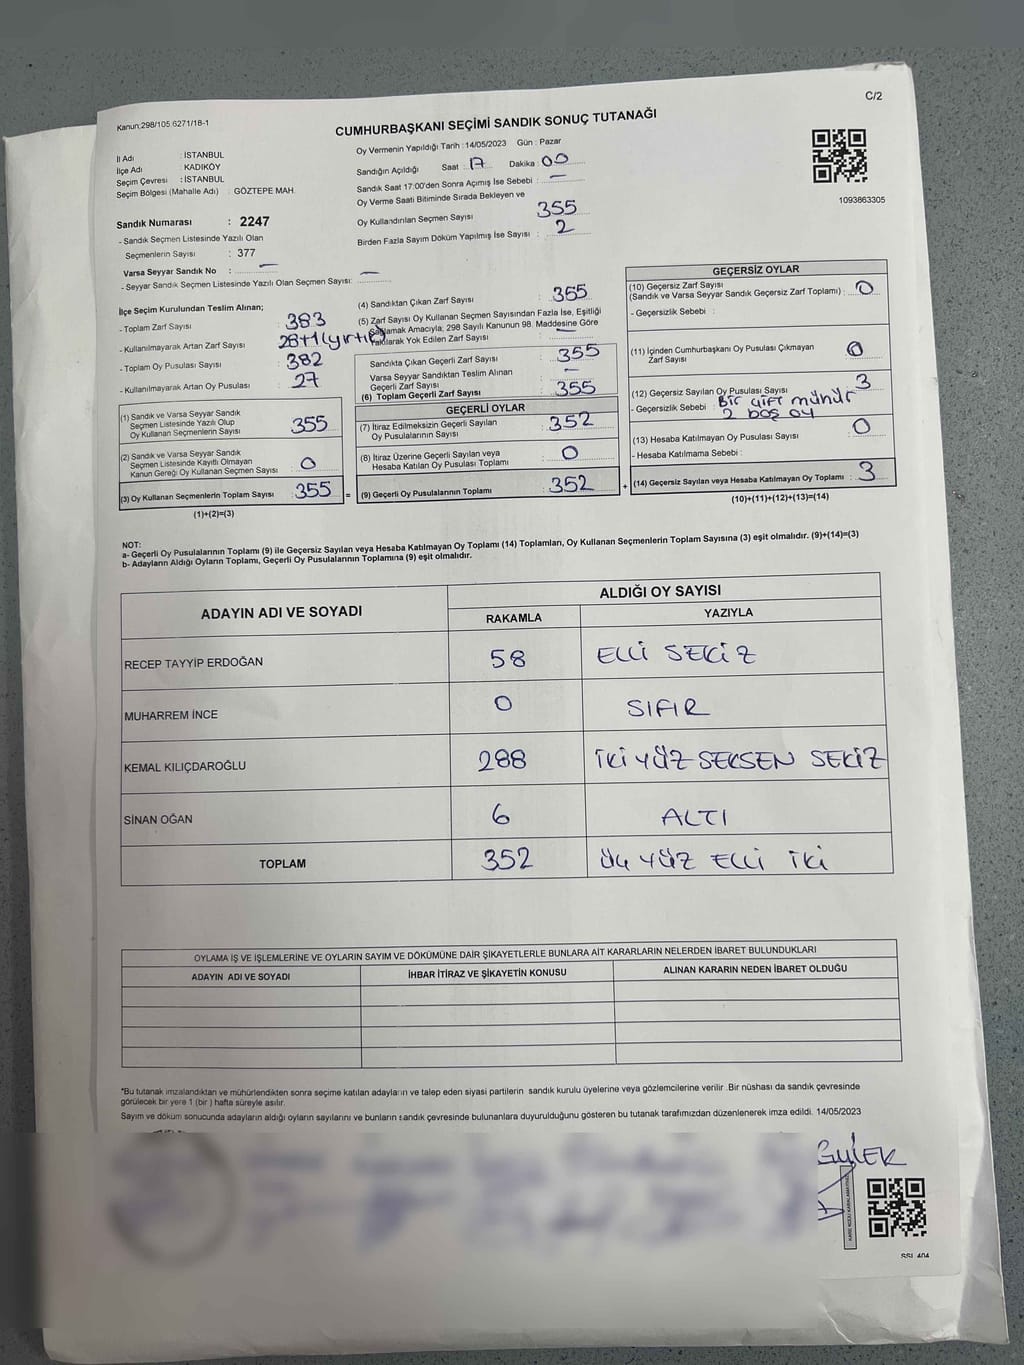 C/2
Kanun:298/105 6271/18-1
CUMHURBAŞKANI SEÇİMİ SANDIK SONUÇ TUTANAĞI
İl Adı : İSTANBUL
İlçe Adı : KADIKÖY
Seçim Çevresi : İSTANBUL
Seçim Bölgesi (Mahalle Adı) : GÖZTEPE MAH.
Sandık Numarası : 2247
- Sandık Seçmen Listesinde Yazılı Olan
Seçmenlerin Sayısı : 377
Varsa Seyyar Sandık No : —
- Seyyar Sandık Seçmen Listesinde Yazılı Olan Seçmen Sayısı: —
Oy Vermenin Yapıldığı Tarih :14/05/2023 Gün : Pazar
Sandığın Açıldığı Saat : 17 Dakika : 00
Sandık Saat 17:00'den Sonra Açımış İse Sebebi : —
Oy Verme Saati Bitiminde Sırada Bekleyen ve
Oy Kullandırılan Seçmen Sayısı 355
Birden Fazla Sayım Döküm Yapılmış İse Sayısı : 2
1093863305
İlçe Seçim Kurulundan Teslim Alınan;
- Toplam Zarf Sayısı : 383
- Kullanılmayarak Artan Zarf Sayısı 28+1(yırtık)
- Toplam Oy Pusulası Sayısı : 382
- Kullanılmayarak Artan Oy Pusulası : 27
(1) Sandık ve Varsa Seyyar Sandık
Seçmen Listesinde Yazılı Olup
Oy Kullanan Seçmenlerin Sayısı 355
(2) Sandık ve Varsa Seyyar Sandık
Seçmen Listesinde Kayıtlı Olmayan
Kanun Gereği Oy Kullanan Seçmen Sayısı : 0
(3) Oy Kullanan Seçmenlerin Toplam Sayısı : 355 =
(1)+(2)=(3)
(4) Sandıktan Çıkan Zarf Sayısı : 355
(5) Zarf Sayısı Oy Kullanan Seçmen Sayısından Fazla İse, Eşitliği
Sağlamak Amacıyla; 298 Sayılı Kanunun 98. Maddesine Göre
Yakılarak Yok Edilen Zarf Sayısı : —
Sandıkta Çıkan Geçerli Zarf Sayısı : 355
Varsa Seyyar Sandıktan Teslim Alınan
Geçerli Zarf Sayısı : —
(6) Toplam Geçerli Zarf Sayısı : 355
GEÇERLİ OYLAR
(7) İtiraz Edilmeksizin Geçerli Sayılan
Oy Pusulalarının Sayısı : 352
(8) İtiraz Üzerine Geçerli Sayılan veya
Hesaba Katılan Oy Pusulası Toplamı : 0
(9) Geçerli Oy Pusulalarının Toplamı : 352 +
GEÇERSİZ OYLAR
(10) Geçersiz Zarf Sayısı
(Sandık ve Varsa Seyyar Sandık Geçersiz Zarf Toplamı) : 0
- Geçersizlik Sebebi :
(11) İçinden Cumhurbaşkanı Oy Pusulası Çıkmayan
Zarf Sayısı : 0
(12) Geçersiz Sayılan Oy Pusulası Sayısı : 3
- Geçersizlik Sebebi : Bir çift mühür
2 boş oy
(13) Hesaba Katılmayan Oy Pusulası Sayısı : 0
- Hesaba Katılmama Sebebi :
(14) Geçersiz Sayılan veya Hesaba Katılmayan Oy Toplamı : 3
(10)+(11)+(12)+(13)=(14)
NOT:
a- Geçerli Oy Pusulalarının Toplamı (9) ile Geçersiz Sayılan veya Hesaba Katılmayan Oy Toplamı (14) Toplamları, Oy Kullanan Seçmenlerin Toplam Sayısına (3) eşit olmalıdır. (9)+(14)=(3)
b- Adayların Aldığı Oyların Toplamı, Geçerli Oy Pusulalarının Toplamına (9) eşit olmalıdır.
ADAYIN ADI VE SOYADI ALDIĞI OY SAYISI
RAKAMLA YAZIYLA
RECEP TAYYİP ERDOĞAN 58 ELLİ SEKİZ
MUHARREM İNCE 0 SIFIR
KEMAL KILIÇDAROĞLU 288 İKİ YÜZ SEKSEN SEKİZ
SİNAN OĞAN 6 ALTI
TOPLAM 352 ÜÇ YÜZ ELLİ İKİ
OYLAMA İŞ VE İŞLEMLERİNE VE OYLARIN SAYIM VE DÖKÜMÜNE DAİR ŞİKAYETLERLE BUNLARA AİT KARARLARIN NELERDEN İBARET BULUNDUKLARI
ADAYIN ADI VE SOYADI İHBAR İTİRAZ VE ŞİKAYETİN KONUSU ALINAN KARARIN NEDEN İBARET OLDUĞU
*Bu tutanak imzalandıktan ve mühürlendikten sonra seçime katılan adayların ve talep eden siyasi partilerin sandık kurulu üyelerine veya gözlemcilerine verilir. Bir nüshası da sandık çevresinde
görülecek bir yere 1 (bir ) hafta süreyle asılır.
Sayım ve döküm sonucunda adayların aldığı oyların sayılarını ve bunların sandık çevresinde bulunanlara duyurulduğunu gösteren bu tutanak tarafımızdan düzenlenerek imza edildi. 14/05/2023